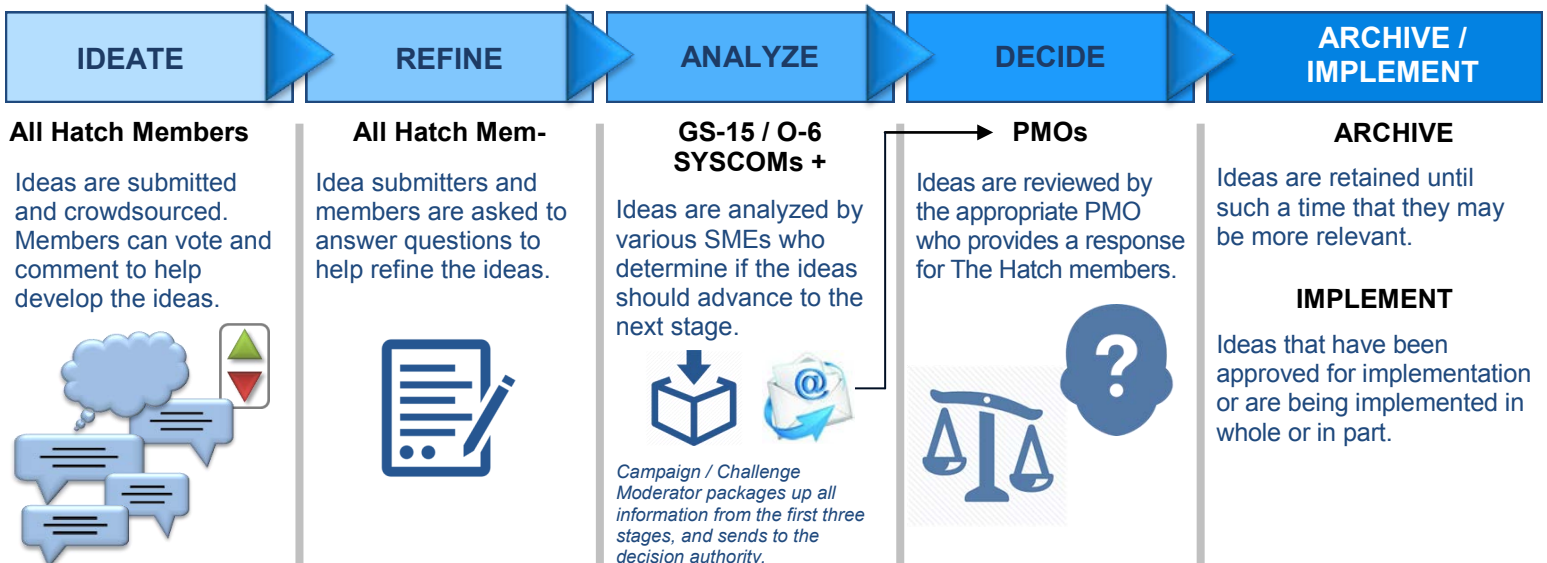 IDEATE
REFINE
ANALYZE
DECIDE
ARCHIVE /
IMPLEMENT
All Hatch Members
Ideas are submitted
and crowdsourced.
Members can vote and
comment to help
develop the ideas.
All Hatch Mem-
Idea submitters and
members are asked to
answer questions to
help refine the ideas.
GS-15 / O-6
SYSCOMs +
Ideas are analyzed by
various SMEs who
determine if the ideas
should advance to the
next stage.
@
Campaign / Challenge
Moderator packages up all
information from the first three
stages, and sends to the
decision authority.
PMOs
Ideas are reviewed by
the appropriate PMO
who provides a response
for The Hatch members.
?
ARCHIVE
Ideas are retained until
such a time that they may
be more relevant.
IMPLEMENT
Ideas that have been
approved for implementation
or are being implemented in
whole or in part.